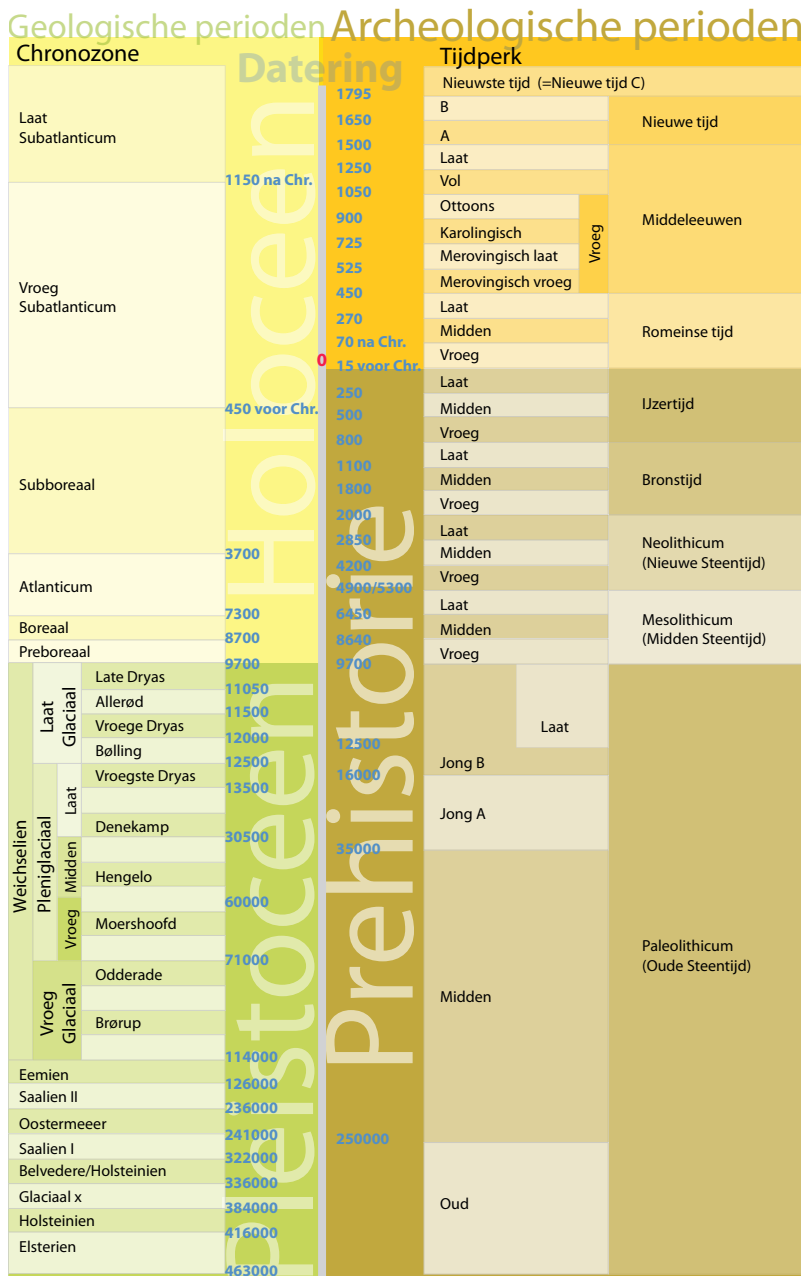 Geologische perioden
Archeologische perioden
Chronozone
Datering
Tijdperk
Holoceen
Pleistoceen
Prehistorie
Laat
Subatlanticum
1150 na Chr.
Vroeg
Subatlanticum
450 voor Chr.
Subboreaal
3700
Atlanticum
7300
Boreaal
8700
Preboreaal
9700
Weichselien
Laat
Glaciaal
Late Dryas
11050
Allerød
11500
Vroege Dryas
12000
Bølling
12500
Pleniglaciaal
Laat
Vroegste Dryas
13500
Denekamp
30500
Midden
Hengelo
60000
Vroeg
Moershoofd
71000
Vroeg
Glaciaal
Odderade
Brørup
114000
Eemien
126000
Saalien II
236000
Oostermeeer
241000
Saalien I
322000
Belvedere/Holsteinien
336000
Glaciaal x
384000
Holsteinien
416000
Elsterien
463000
0
Nieuwste tijd (=Nieuwe tijd C)
1795
B
1650
A
1500
Nieuwe tijd
Laat
1250
Vol
1050
Ottoons
900
Karolingisch
725
Merovingisch laat
525
Merovingisch vroeg
450
Vroeg
Middeleeuwen
Laat
270
Midden
70 na Chr.
Vroeg
15 voor Chr.
Romeinse tijd
Laat
250
Midden
500
Vroeg
800
IJzertijd
Laat
1100
Midden
1800
Vroeg
2000
Bronstijd
Laat
2850
Midden
4200
Vroeg
4900/5300
Neolithicum
(Nieuwe Steentijd)
Laat
6450
Midden
8640
Vroeg
9700
Mesolithicum
(Midden Steentijd)
Laat
12500
Jong B
16000
Jong A
35000
Midden
250000
Oud
Paleolithicum
(Oude Steentijd)